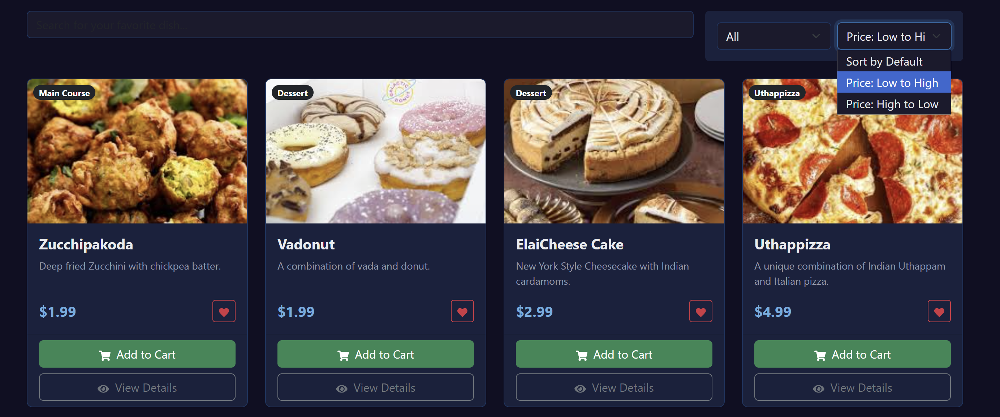 Search for your favorite dish...
All
Price: Low to Hi
Sort by Default
Price: Low to High
Price: High to Low
Main Course
Dessert
GALACTIC
DONUT
Dessert
Uthappizza
Zucchipakoda
Deep fried Zucchini with chickpea batter.
$1.99
Add to Cart
View Details
Vadonut
A combination of vada and donut.
$1.99
Add to Cart
View Details
ElaiCheese Cake
New York Style Cheesecake with Indian
cardamoms.
$2.99
Add to Cart
View Details
Uthappizza
A unique combination of Indian Uthappam
and Italian pizza.
$4.99
Add to Cart
View Details